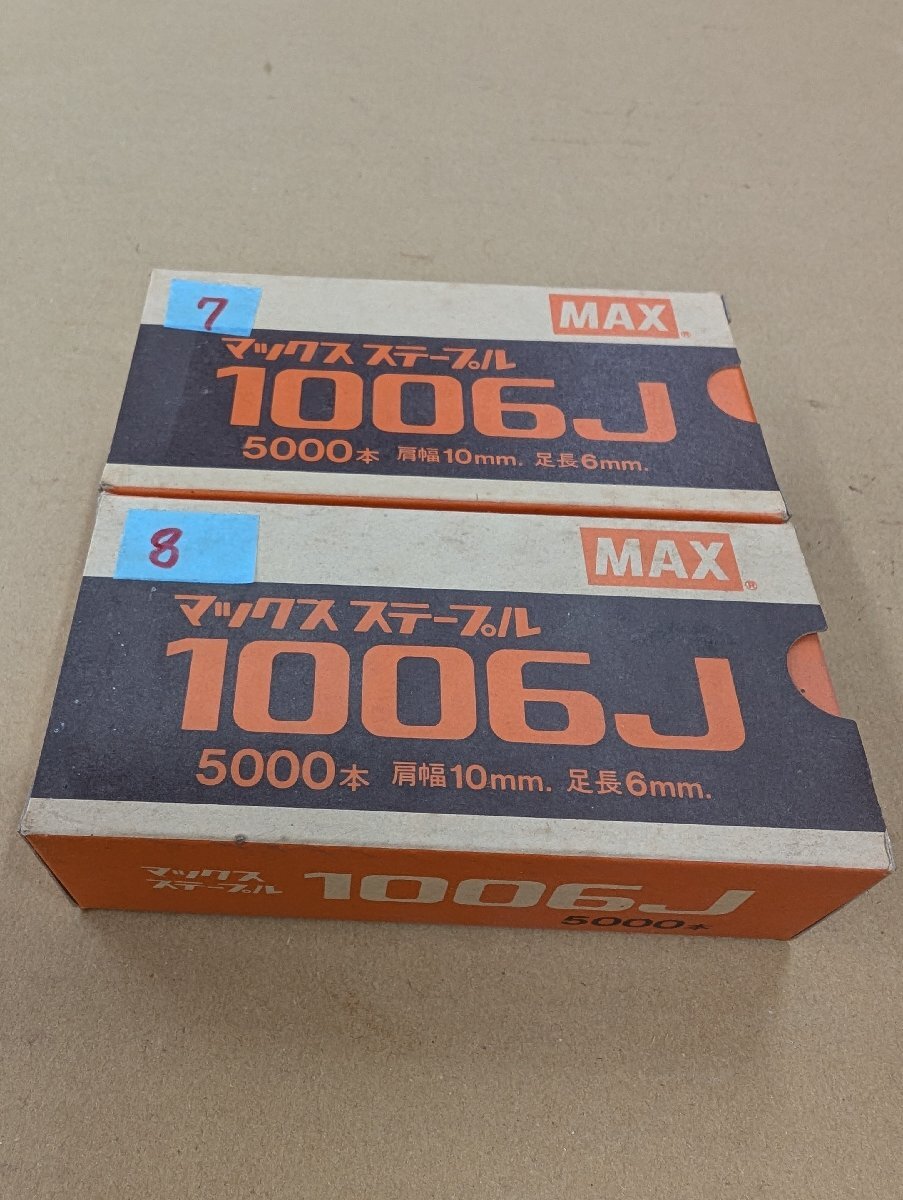 7
MAX®
マックス ステープル
1006J
5000本 肩幅10mm. 足長6mm.
8
MAX®
マックス ステープル
1006J
5000本 肩幅10mm. 足長6mm.
マックス
ステープル
1006J
5000本